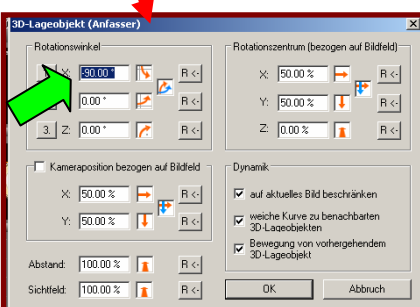 3D-Lageobjekt (Anfasser)
Rotationswinkel
X: -90.00 ° R <-
0.00 ° R <-
3. Z: 0.00 ° R <-
Rotationszentrum (bezogen auf Bildfeld)
X: 50.00 % R <-
Y: 50.00 % R <-
Z: 0.00 % R <-
Kameraposition bezogen auf Bildfeld
X: 50.00 % R <-
Y: 50.00 % R <-
Abstand: 100.00 % R <-
Sichtfeld: 100.00 % R <-
Dynamik
auf aktuelles Bild beschränken
weiche Kurve zu benachbarten
3D-Lageobjekten
Bewegung von vorhergehendem
3D-Lageobjekt
OK Abbruch